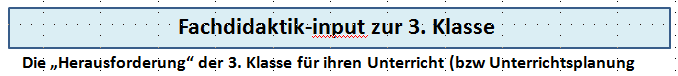 Fachdidaktik-input zur 3. Klasse
Die „Herausforderung“ der 3. Klasse für ihren Unterricht (bzw Unterrichtsplanung